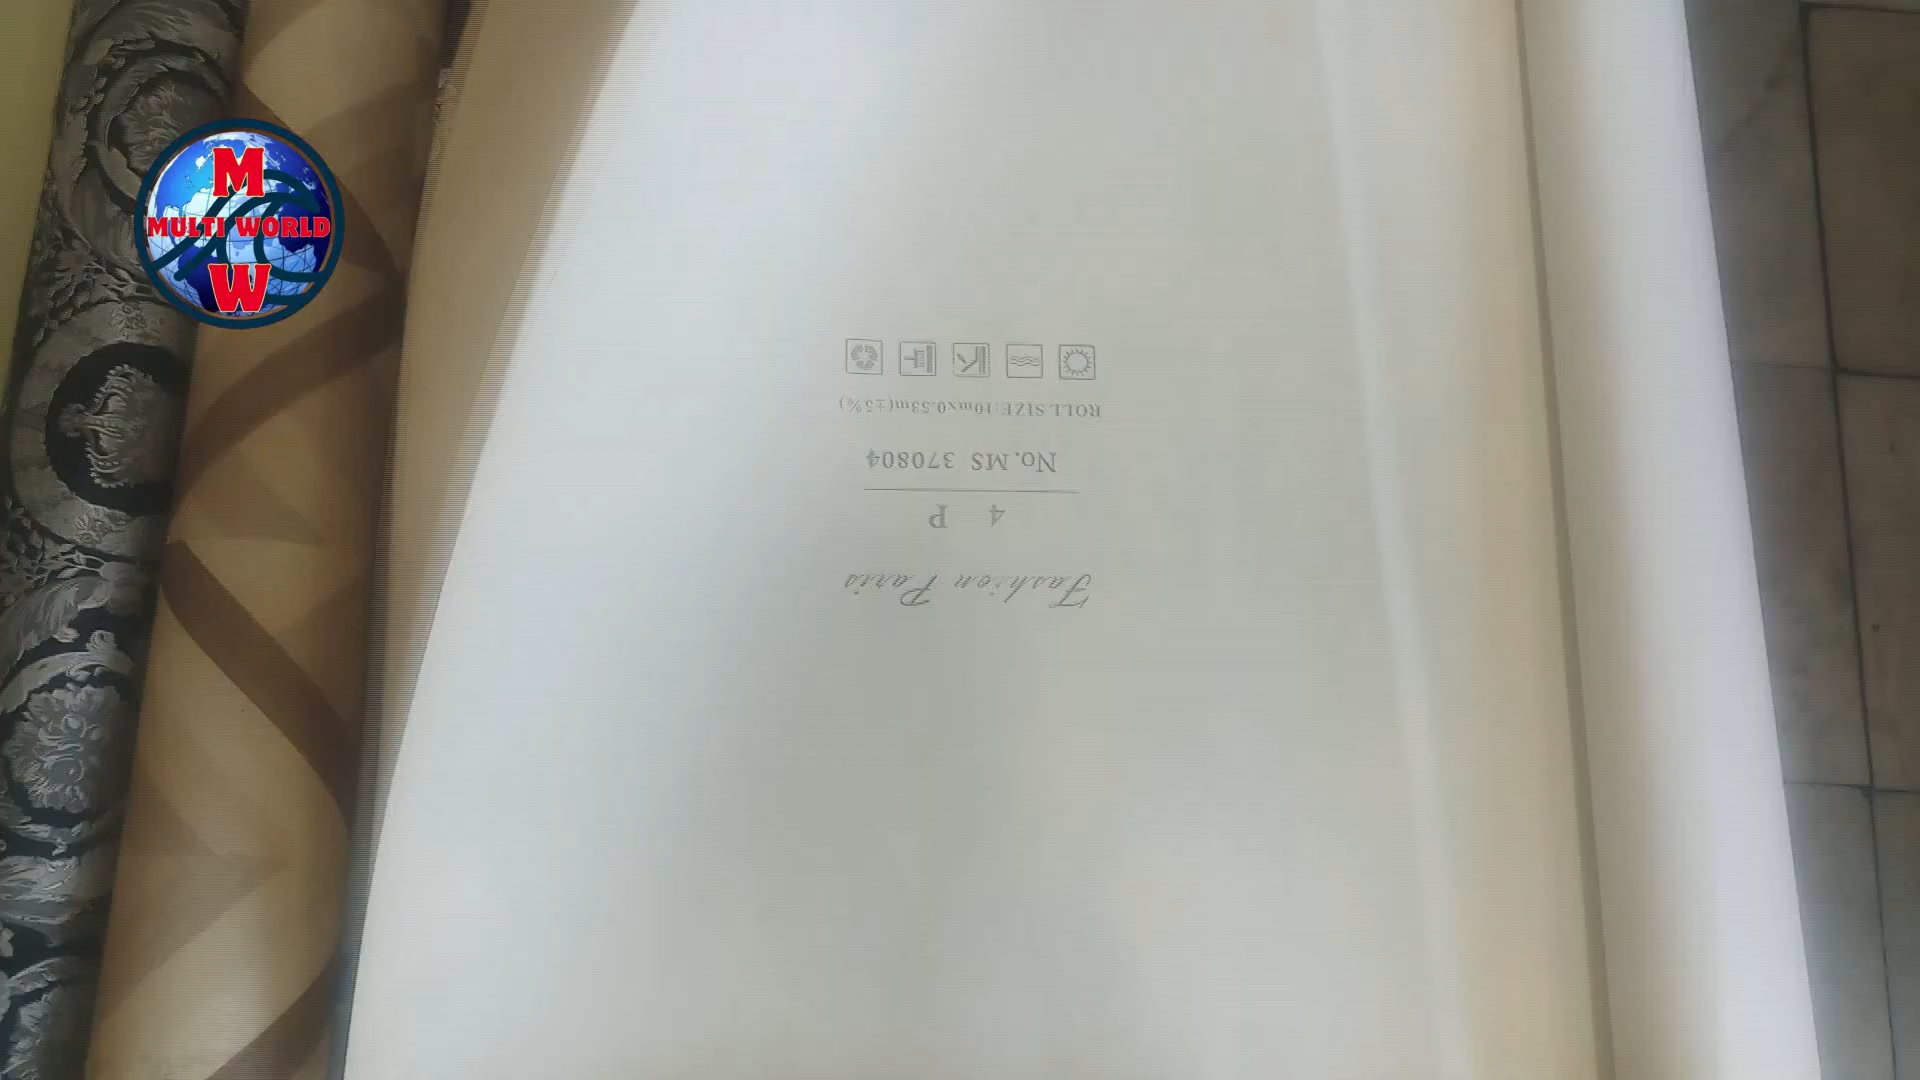 M
MULTI WORLD
W
Fashion Paris
4 P
No. MS 370804
ROLL SIZE:10mx0.53m(±5%)